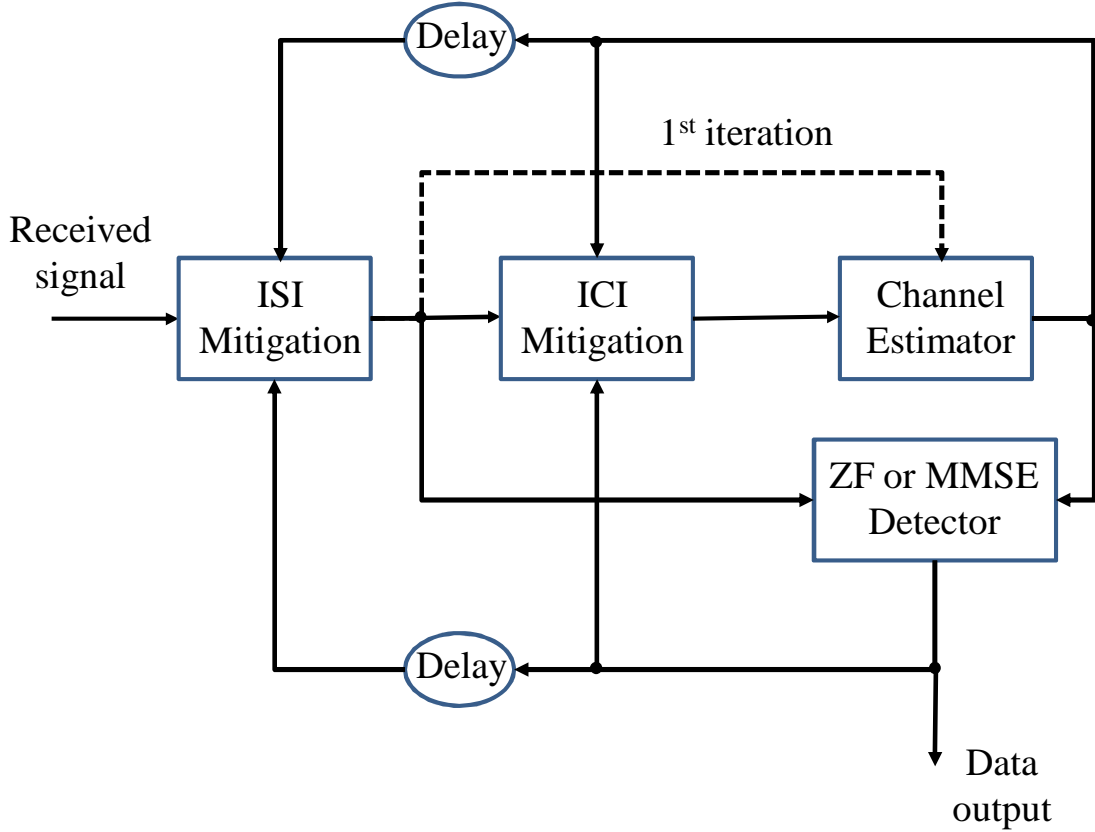 Delay
1st iteration
Received
signal
ISI
Mitigation
ICI
Mitigation
Channel
Estimator
ZF or MMSE
Detector
Delay
Data
output